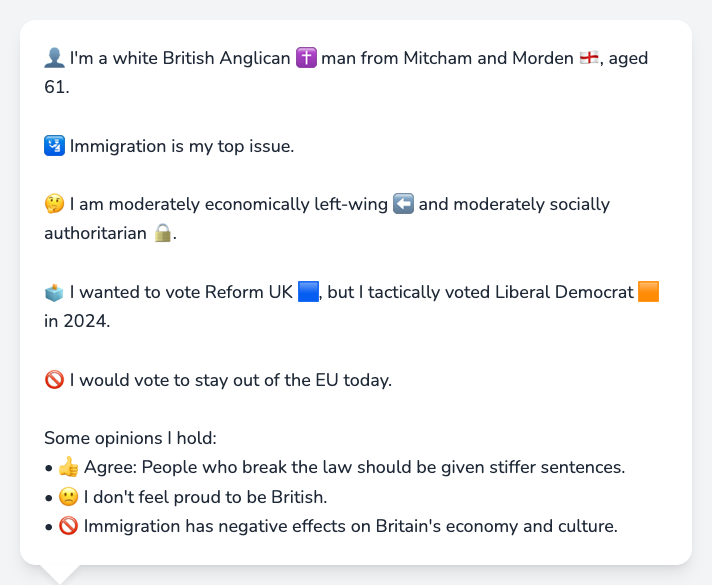 👤 I'm a white British Anglican ✝️ man from Mitcham and Morden 🏴󠁧󠁢󠁥󠁮󠁧󠁿, aged
61.
🛂 Immigration is my top issue.
🤔 I am moderately economically left-wing ⬅️ and moderately socially
authoritarian 🔒.
🗳️ I wanted to vote Reform UK 🟦, but I tactically voted Liberal Democrat 🟧
in 2024.
🚫 I would vote to stay out of the EU today.
Some opinions I hold:
• 👍 Agree: People who break the law should be given stiffer sentences.
• 🙁 I don't feel proud to be British.
• 🚫 Immigration has negative effects on Britain's economy and culture.